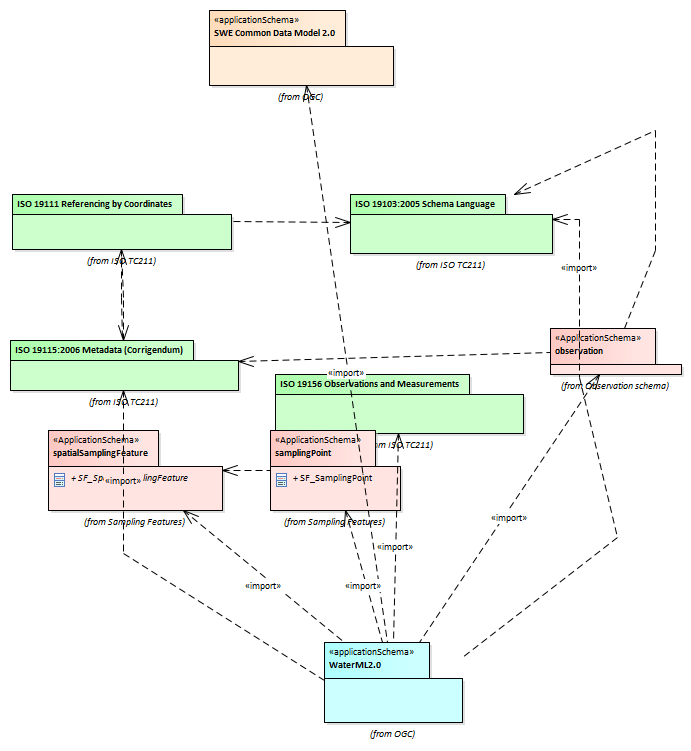 «applicationSchema»
SWE Common Data Model 2.0
(from OGC)
ISO 19111 Referencing by Coordinates
(from ISO TC211)
ISO 19103:2005 Schema Language
(from ISO TC211)
«import»
ISO 19115:2006 Metadata (Corrigendum)
(from ISO TC211)
«ApplicationSchema»
observation
(from Observation schema)
«import»
ISO 19156 Observations and Measurements
ISO TC211)
«ApplicationSchema»
spatialSamplingFeature
+ SF_Sp lingFeature
«import»
(from Sampling Features)
«ApplicationSchema»
samplingPoint
+ SF_SamplingPoint
(from Sampling Features)
«import»
«import»
«import»
«import»
«applicationSchema»
WaterML2.0
(from OGC)